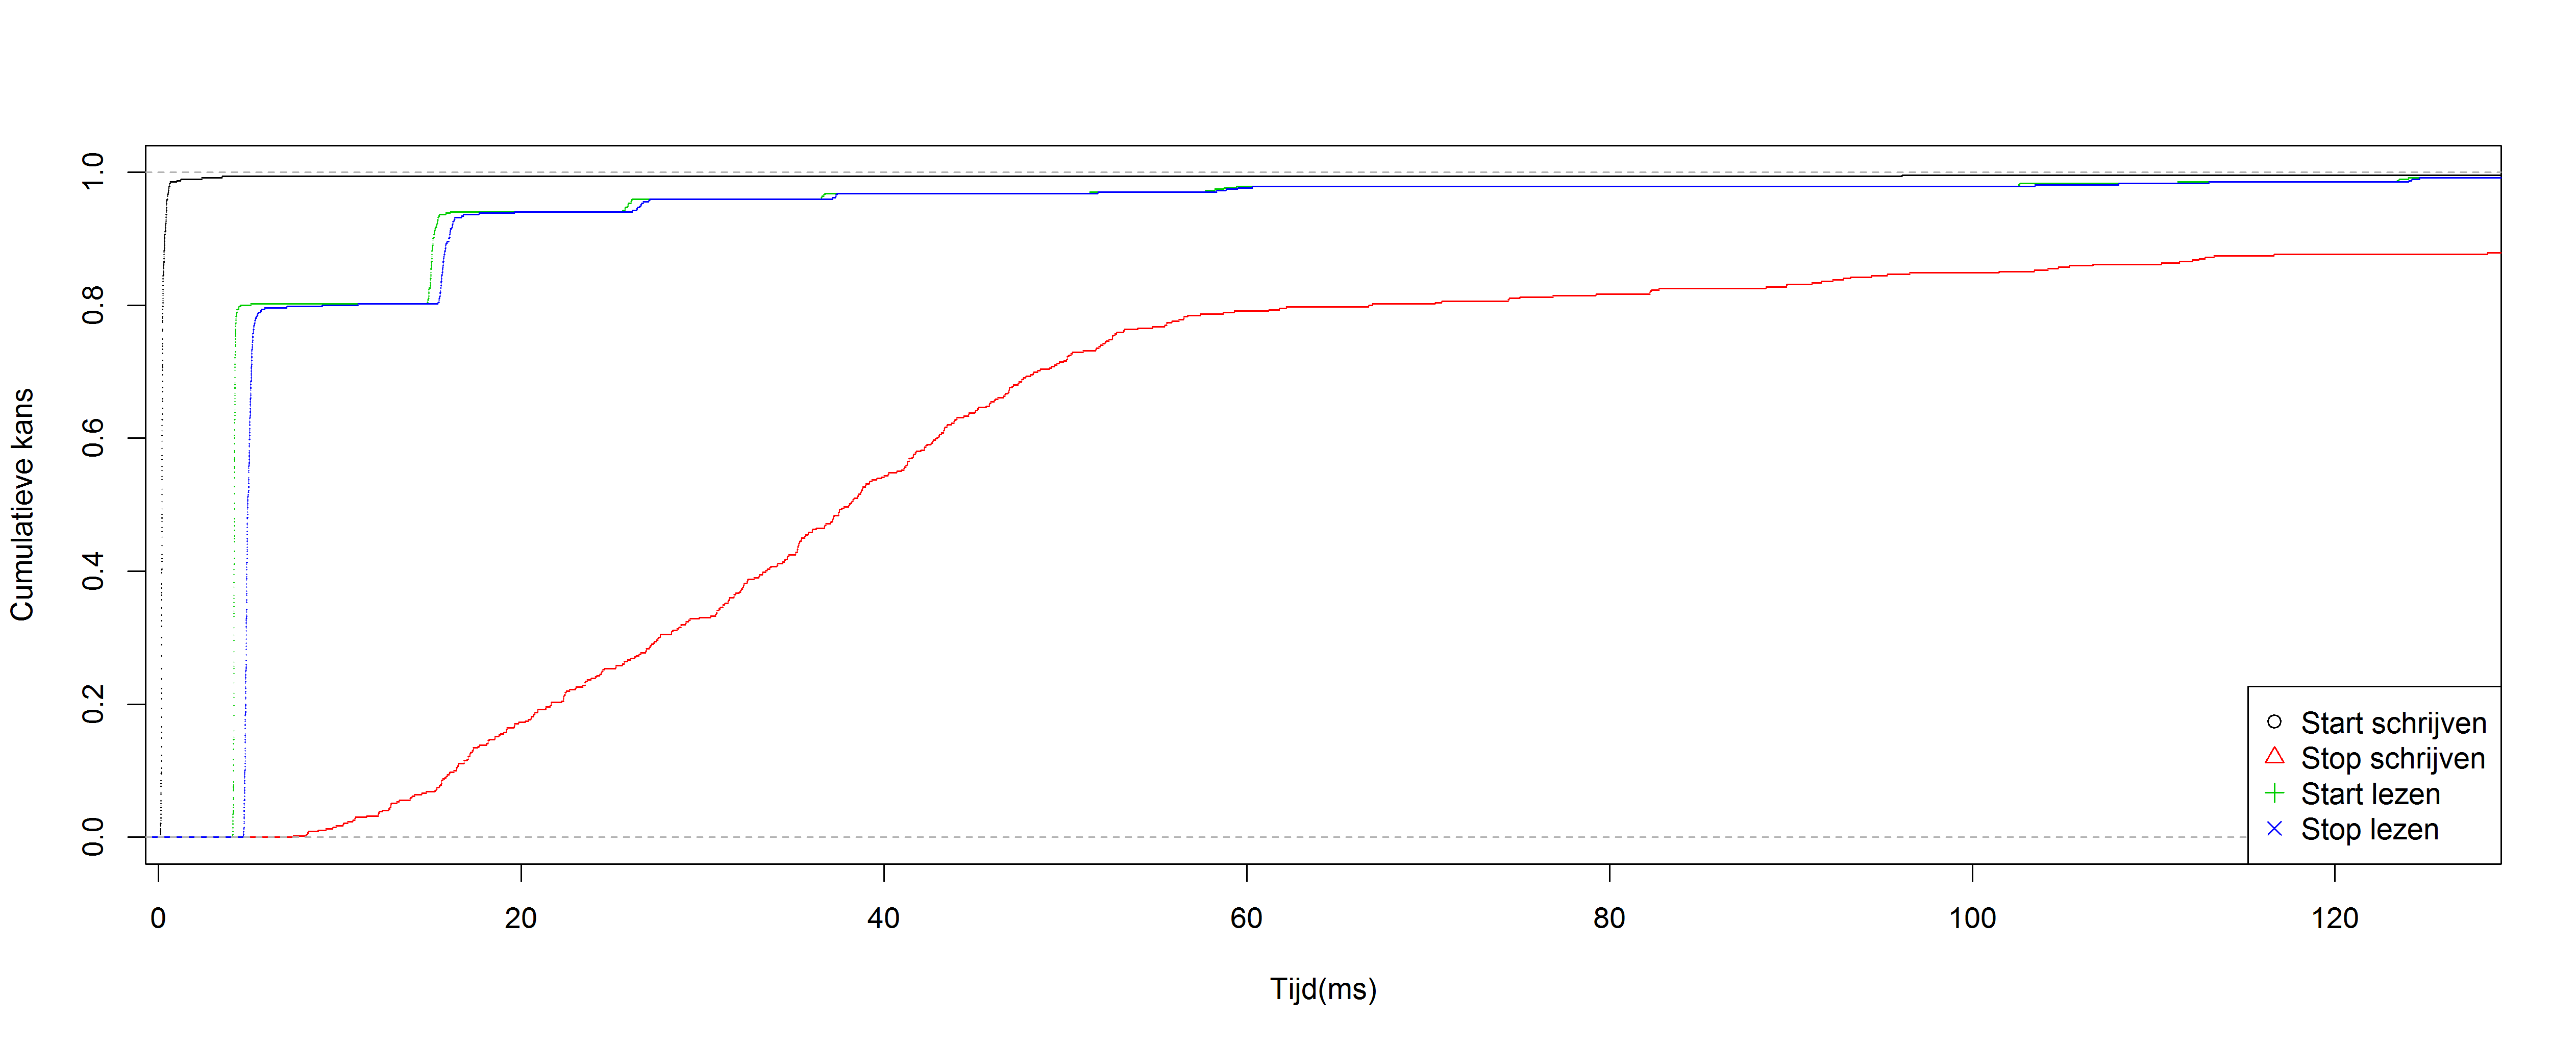 Cumulatieve kans
1.0
0.8
0.6
0.4
0.2
0.0
0 20 40 60 80 100 120
Tijd(ms)
Start schrijven
Stop schrijven
Start lezen
Stop lezen